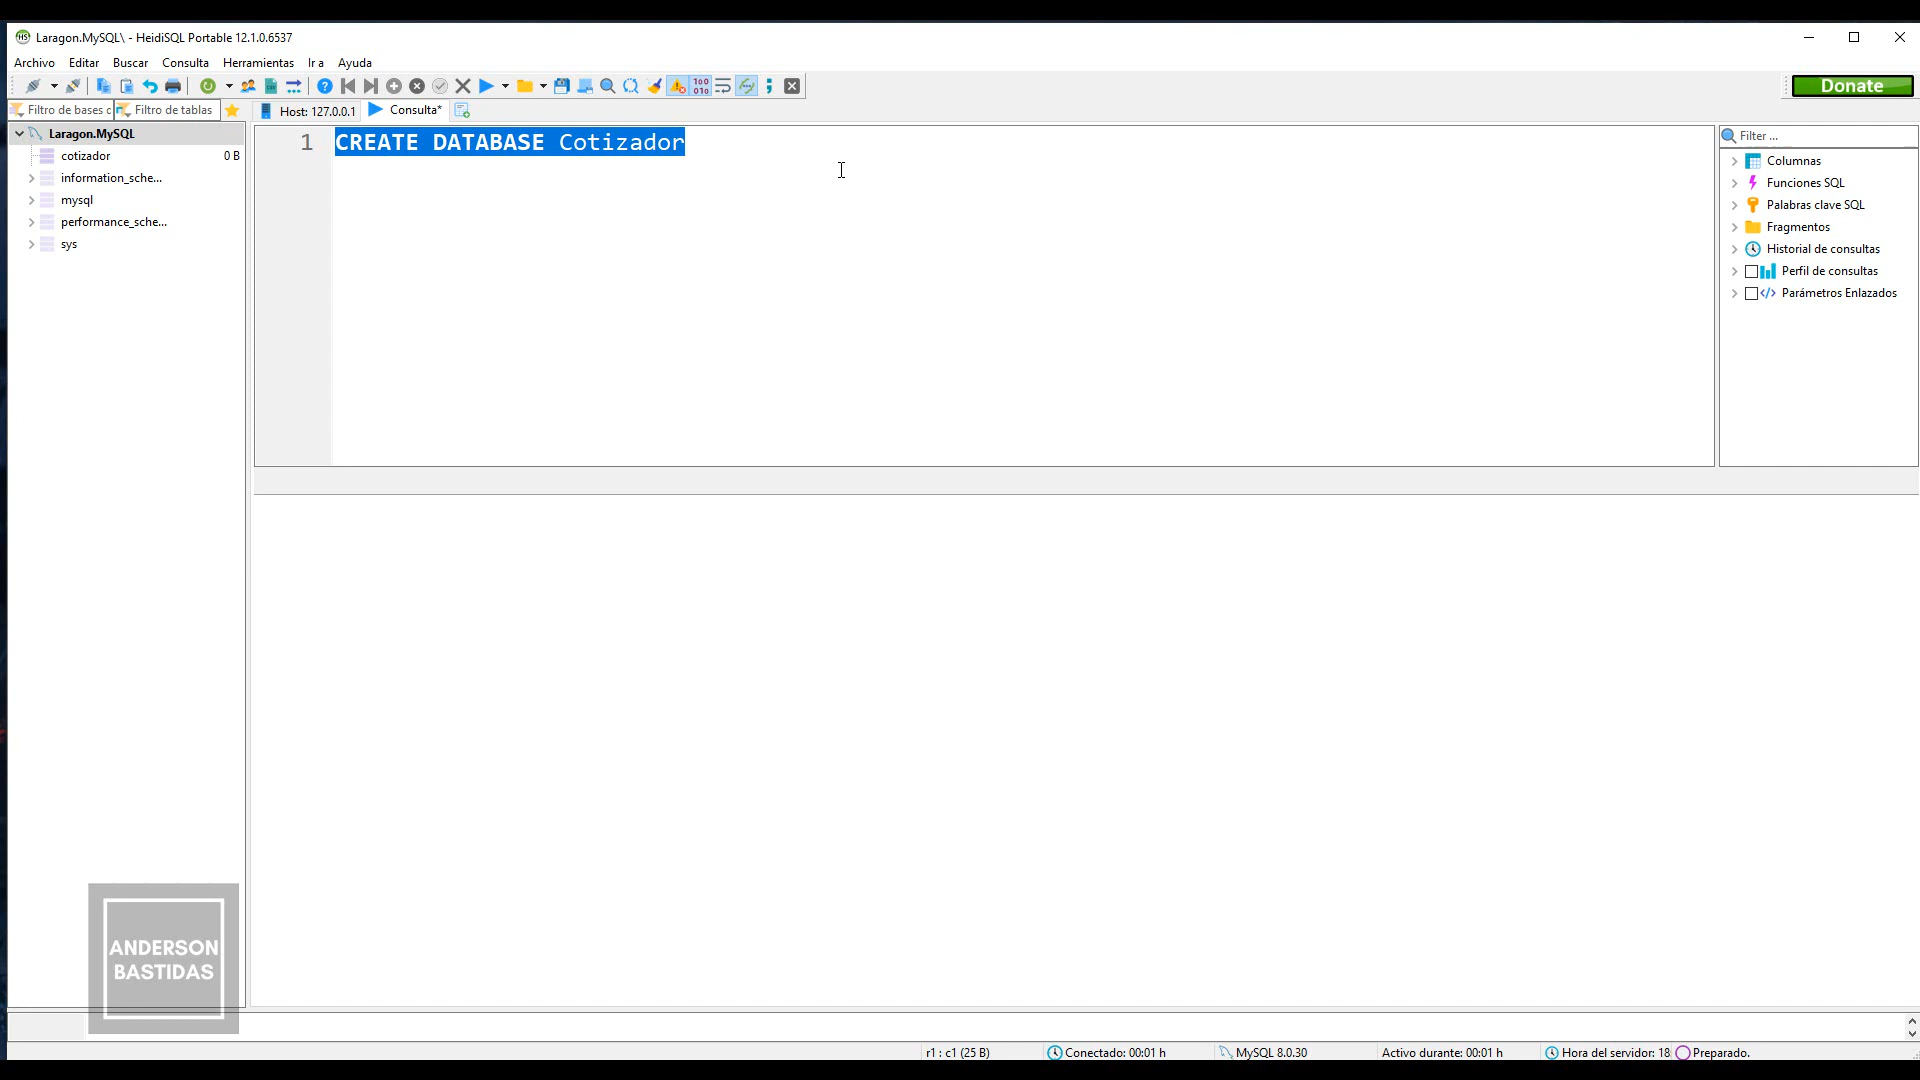 Laragon.MySQL\ - HeidiSQL Portable 12.1.0.6537
Archivo Editar Buscar Consulta Herramientas Ir a Ayuda
Donate
Filtro de bases Filtro de tablas Host: 127.0.0.1 Consulta*
Laragon.MySQL
cotizador 0 B
information_sche...
mysql
performance_sche...
sys
1 CREATE DATABASE Cotizador
Filter ...
Columnas
Funciones SQL
Palabras clave SQL
Fragmentos
Historial de consultas
Perfil de consultas
Parámetros Enlazados
ANDERSON
BASTIDAS
r1 : c1 (25 B) Conectado: 00:01 h MySQL 8.0.30 Activo durante: 00:01 h Hora del servidor: 18 Preparado.